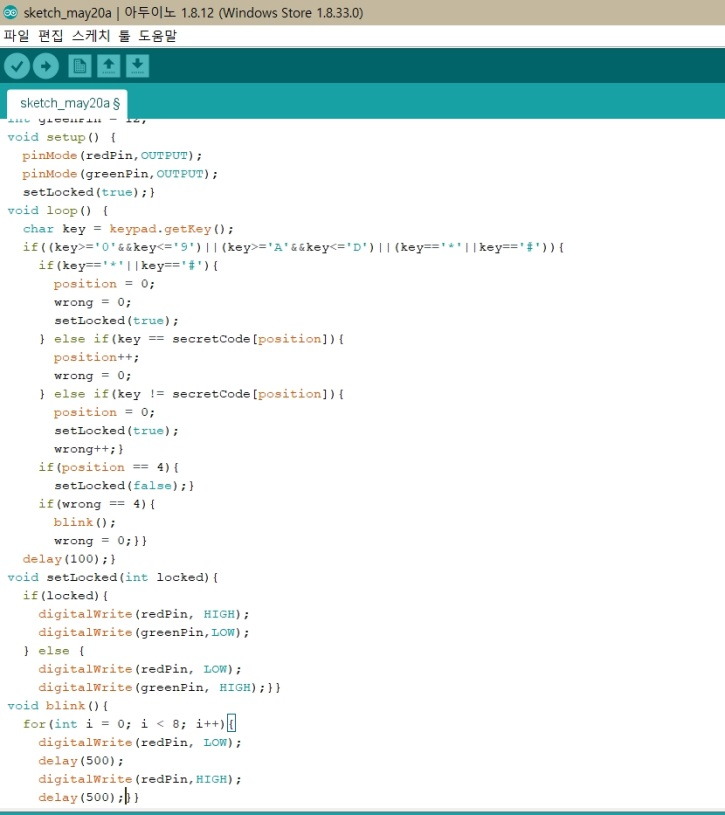 sketch_may20a | 아두이노 1.8.12 (Windows Store 1.8.33.0)
파일 편집 스케치 툴 도움말
sketch_may20a §
int greenPin = 12;
void setup() {
  pinMode(redPin,OUTPUT);
  pinMode(greenPin,OUTPUT);
  setLocked(true);}
void loop() {
  char key = keypad.getKey();
  if((key>='0'&&key<='9')||(key>='A'&&key<='D')||(key=='*'||key=='#')){
    if(key=='*'||key=='#'){
      position = 0;
      wrong = 0;
      setLocked(true);
    } else if(key == secretCode[position]){
      position++;
      wrong = 0;
    } else if(key != secretCode[position]){
      position = 0;
      setLocked(true);
      wrong++;}
    if(position == 4){
      setLocked(false);}
    if(wrong == 4){
      blink();
      wrong = 0;}}
  delay(100);}
void setLocked(int locked){
  if(locked){
    digitalWrite(redPin, HIGH);
    digitalWrite(greenPin,LOW);
  } else {
    digitalWrite(redPin, LOW);
    digitalWrite(greenPin, HIGH);}}
void blink(){
  for(int i = 0; i < 8; i++){
    digitalWrite(redPin, LOW);
    delay(500);
    digitalWrite(redPin,HIGH);
    delay(500);}}